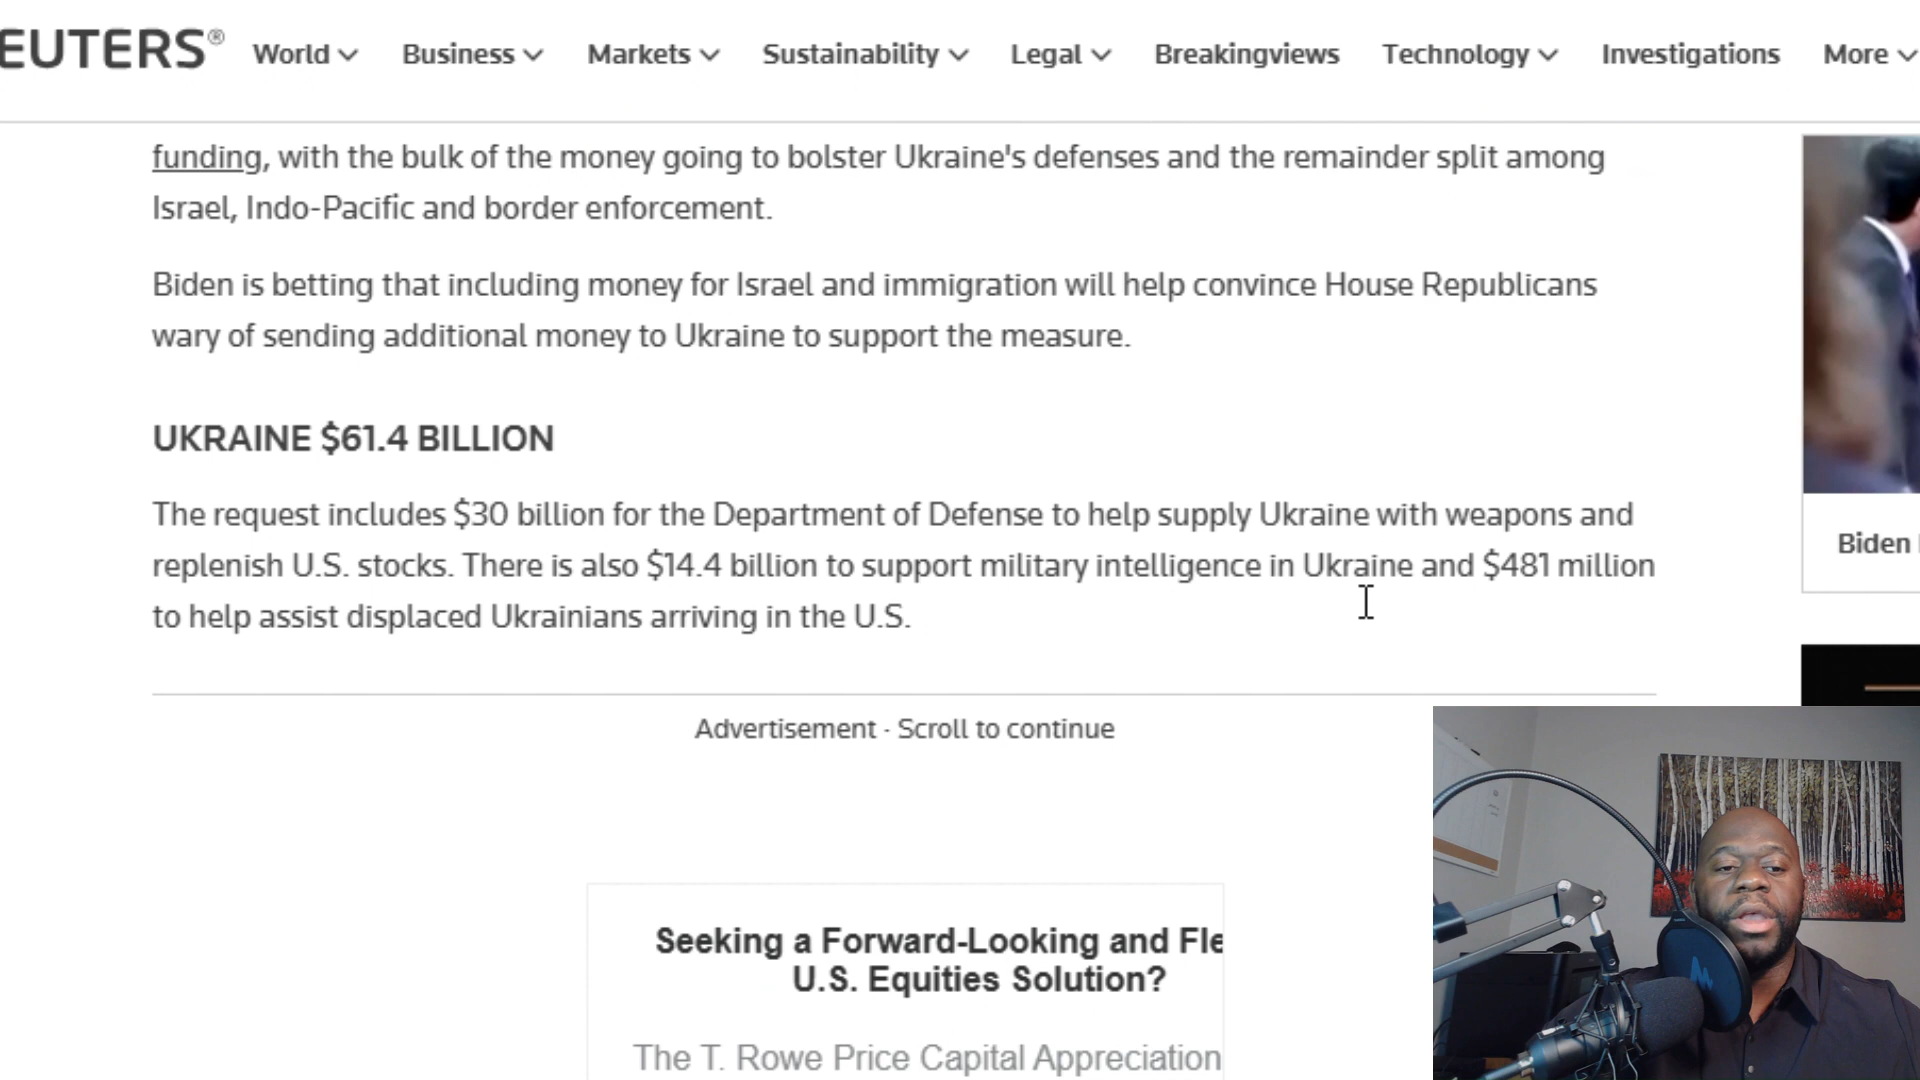 EUTERS®
World Business Markets Sustainability Legal Breakingviews Technology Investigations More
funding, with the bulk of the money going to bolster Ukraine's defenses and the remainder split among
Israel, Indo-Pacific and border enforcement.
Biden is betting that including money for Israel and immigration will help convince House Republicans
wary of sending additional money to Ukraine to support the measure.
UKRAINE $61.4 BILLION
The request includes $30 billion for the Department of Defense to help supply Ukraine with weapons and
replenish U.S. stocks. There is also $14.4 billion to support military intelligence in Ukraine and $481 million
to help assist displaced Ukrainians arriving in the U.S.
Biden
Advertisement · Scroll to continue
Seeking a Forward-Looking and Fle
U.S. Equities Solution?
The T. Rowe Price Capital Appreciation